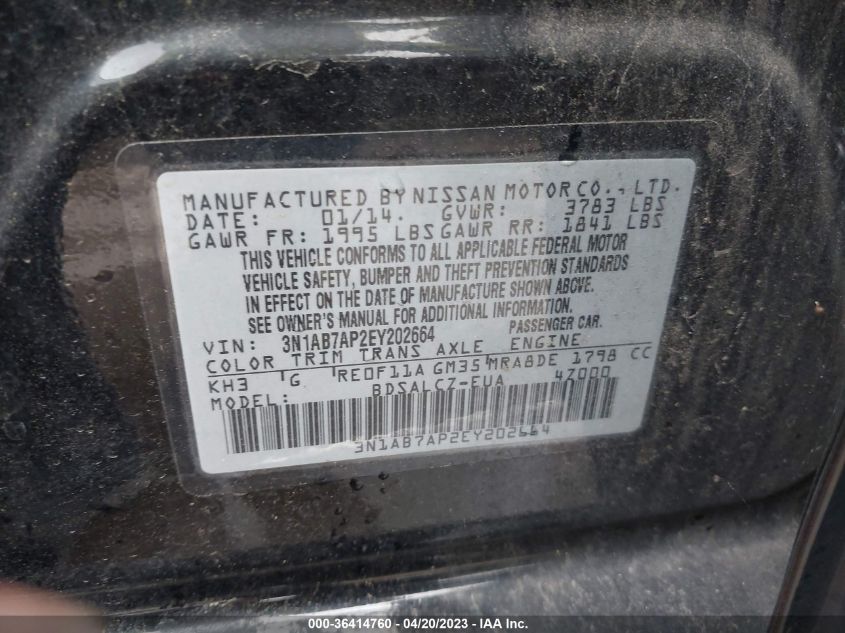 MANUFACTURED BY NISSAN MOTOR CO., LTD.
DATE: 01/14. GVWR: 3783 LBS
GAWR FR: 1995 LBS GAWR RR: 1841 LBS
THIS VEHICLE CONFORMS TO ALL APPLICABLE FEDERAL MOTOR
VEHICLE SAFETY, BUMPER AND THEFT PREVENTION STANDARDS
IN EFFECT ON THE DATE OF MANUFACTURE SHOWN ABOVE.
SEE OWNER'S MANUAL FOR ADDITIONAL INFORMATION.
VIN: 3N1AB7AP2EY202664 PASSENGER CAR.
COLOR TRIM TRANS AXLE ENGINE
KH3 G RE0F11A GM35 MRA8DE 1798 CC
MODEL: BDSALCZ-EUA 4Z000
3N1AB7AP2EY202664
000-36414760 - 04/20/2023 - IAAI.com